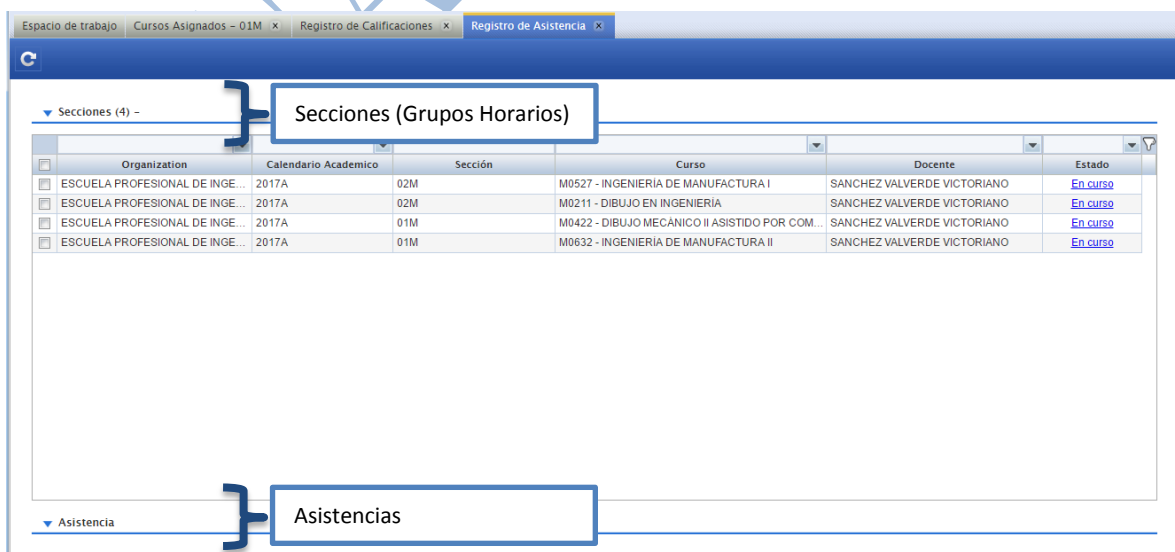 Espacio de trabajo Cursos Asignados - 01M Registro de Calificaciones Registro de Asistencia
Secciones (4) -
Secciones (Grupos Horarios)
Organization Calendario Academico Sección Curso Docente Estado
ESCUELA PROFESIONAL DE INGE... 2017A 02M M0527 - INGENIERÍA DE MANUFACTURA I SANCHEZ VALVERDE VICTORIANO En curso
ESCUELA PROFESIONAL DE INGE... 2017A 02M M0211 - DIBUJO EN INGENIERÍA SANCHEZ VALVERDE VICTORIANO En curso
ESCUELA PROFESIONAL DE INGE... 2017A 01M M0422 - DIBUJO MECÁNICO II ASISTIDO POR COM... SANCHEZ VALVERDE VICTORIANO En curso
ESCUELA PROFESIONAL DE INGE... 2017A 01M M0632 - INGENIERÍA DE MANUFACTURA II SANCHEZ VALVERDE VICTORIANO En curso
Asistencias
Asistencia